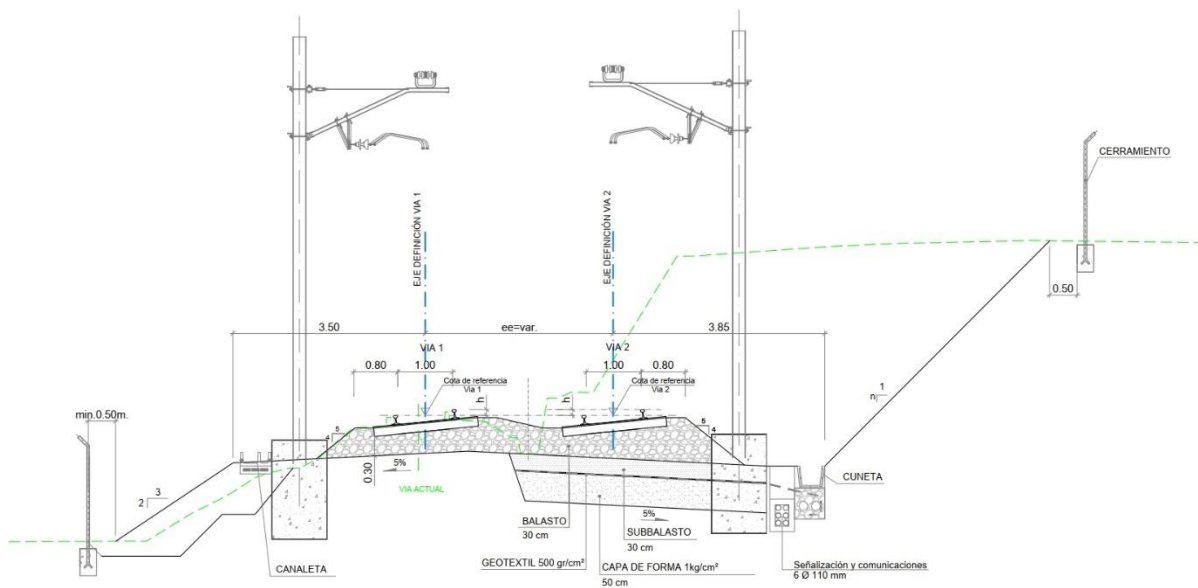 CERRAMIENTO
EJE DEFINICIÓN VIA 1
EJE DEFINICIÓN VIA 2
0.50
3.50
ee=var.
3.85
VIA 1
VIA 2
0.80
1.00
1.00
0.80
Cota de referencia
Via 1
Cota de referencia
Via 2
h
h
1
n
min.0.50m.
5
4
5
4
3
2
0.30
5%
VIA ACTUAL
CUNETA
BALASTO
30 cm
5%
SUBBALASTO
30 cm
CANALETA
GEOTEXTIL 500 gr/cm²
CAPA DE FORMA 1kg/cm²
50 cm
Señalización y comunicaciones
6 Ø 110 mm